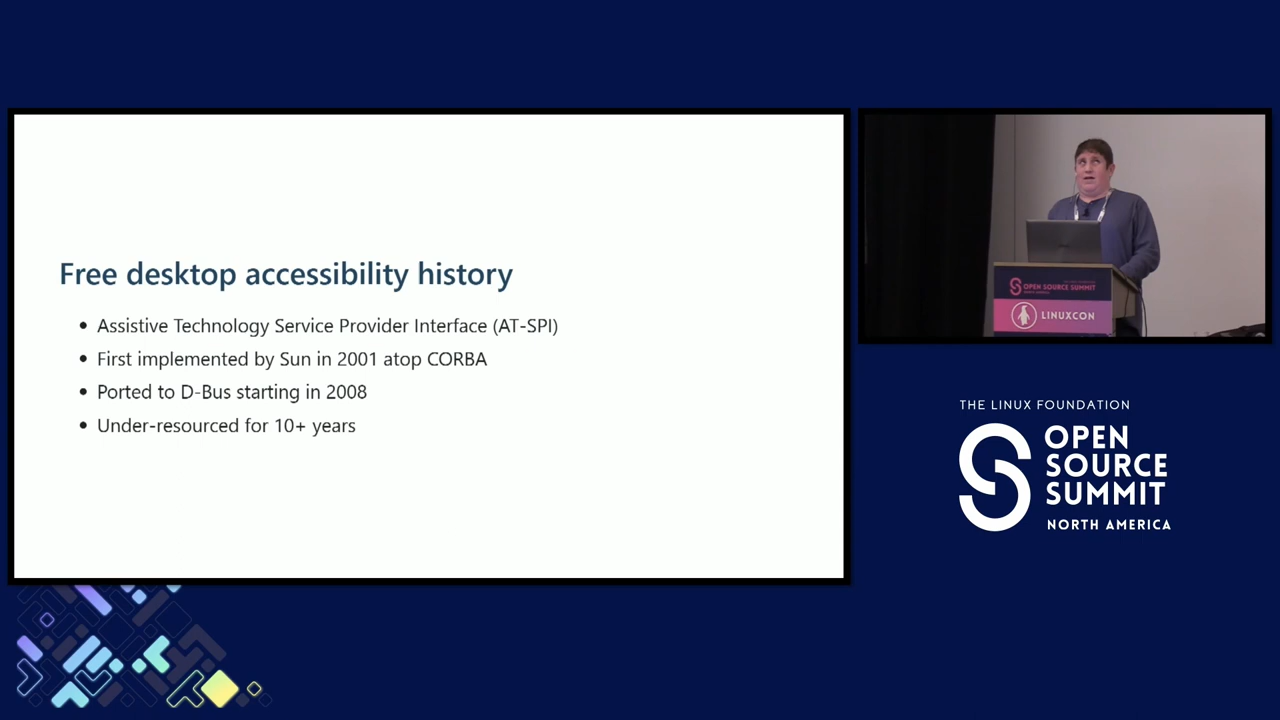 Free desktop accessibility history
Assistive Technology Service Provider Interface (AT-SPI)
First implemented by Sun in 2001 atop CORBA
Ported to D-Bus starting in 2008
Under-resourced for 10+ years
OPEN SOURCE SUMMIT
LINUXCON
THE LINUX FOUNDATION
OPEN
SOURCE
SUMMIT
NORTH AMERICA